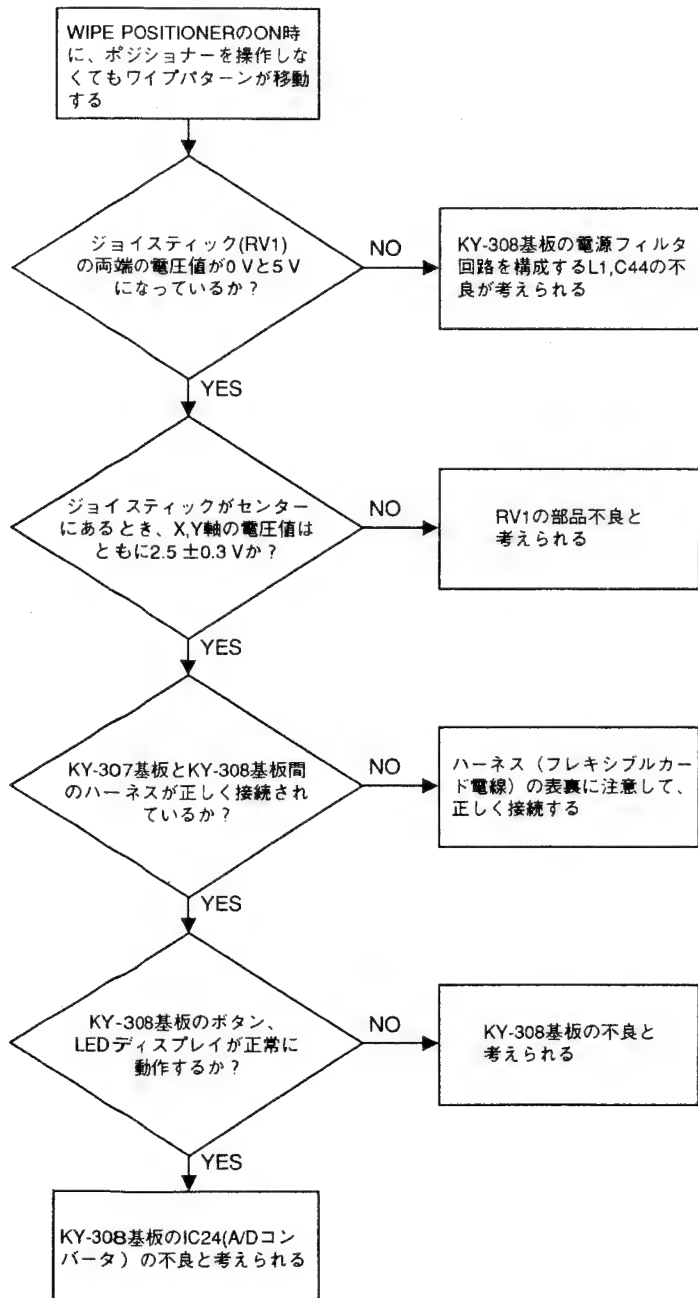 WIPE POSITIONERのON時
に、ポジショナーを操作しな
くてもワイプパターンが移動
する
ジョイスティック(RV1)
の両端の電圧値が0 Vと5 V
になっているか？
NO
KY-308基板の電源フィルタ
回路を構成するL1,C44の不
良が考えられる
YES
ジョイスティックがセンター
にあるとき、X,Y軸の電圧値は
ともに2.5 ±0.3 Vか？
NO
RV1の部品不良と
考えられる
YES
KY-307基板とKY-308基板間
のハーネスが正しく接続され
ているか？
NO
ハーネス（フレキシブルカー
ド電線）の表裏に注意して、
正しく接続する
YES
KY-308基板のボタン、
LEDディスプレイが正常に
動作するか？
NO
KY-308基板の不良と
考えられる
YES
KY-308基板のIC24(A/Dコン
バータ）の不良と考えられる